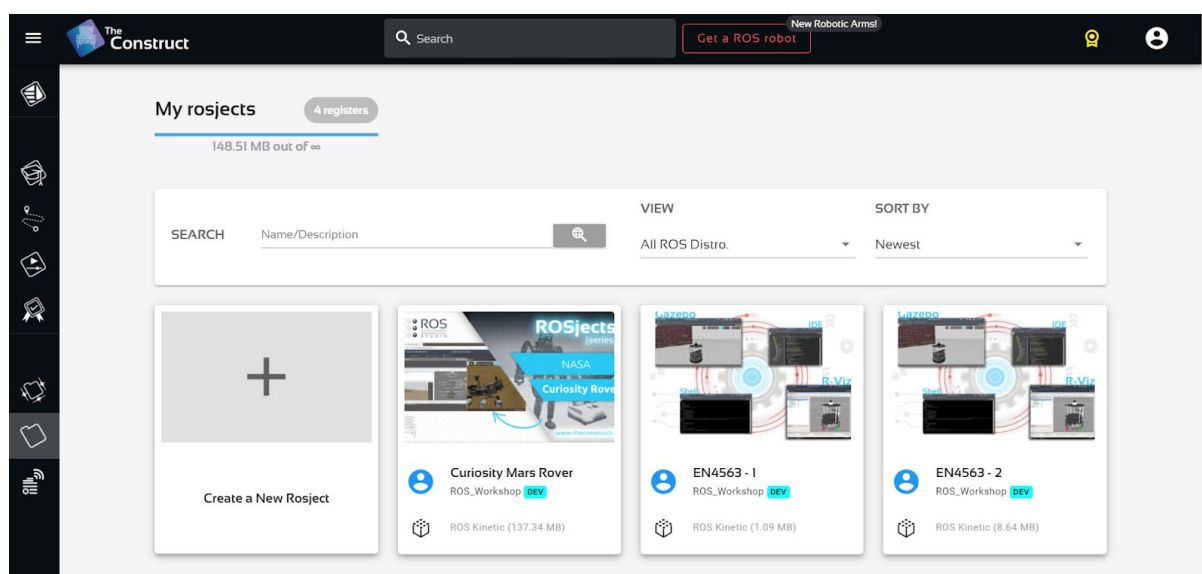 The
Construct
Search
New Robotic Arms!
Get a ROS robot
My rosjects
4 registers
148.51 MB out of ∞
SEARCH
Name/Description
VIEW
All ROS Distro.
SORT BY
Newest
Create a New Rosject
ROS
STUDIO
ROSjects
[series
NASA
Curiosity Rove
www.theconstruct.
Curiosity Mars Rover
ROS_Workshop DEV
ROS Kinetic (137.34 MB)
Gazebo
IDE
R-Viz
Shell
EN4563 - 1
ROS_Workshop DEV
ROS Kinetic (1.09 MB)
Gazebo
IDE
R-Viz
Shell
EN4563 - 2
ROS_Workshop DEV
ROS Kinetic (8.64 MB)